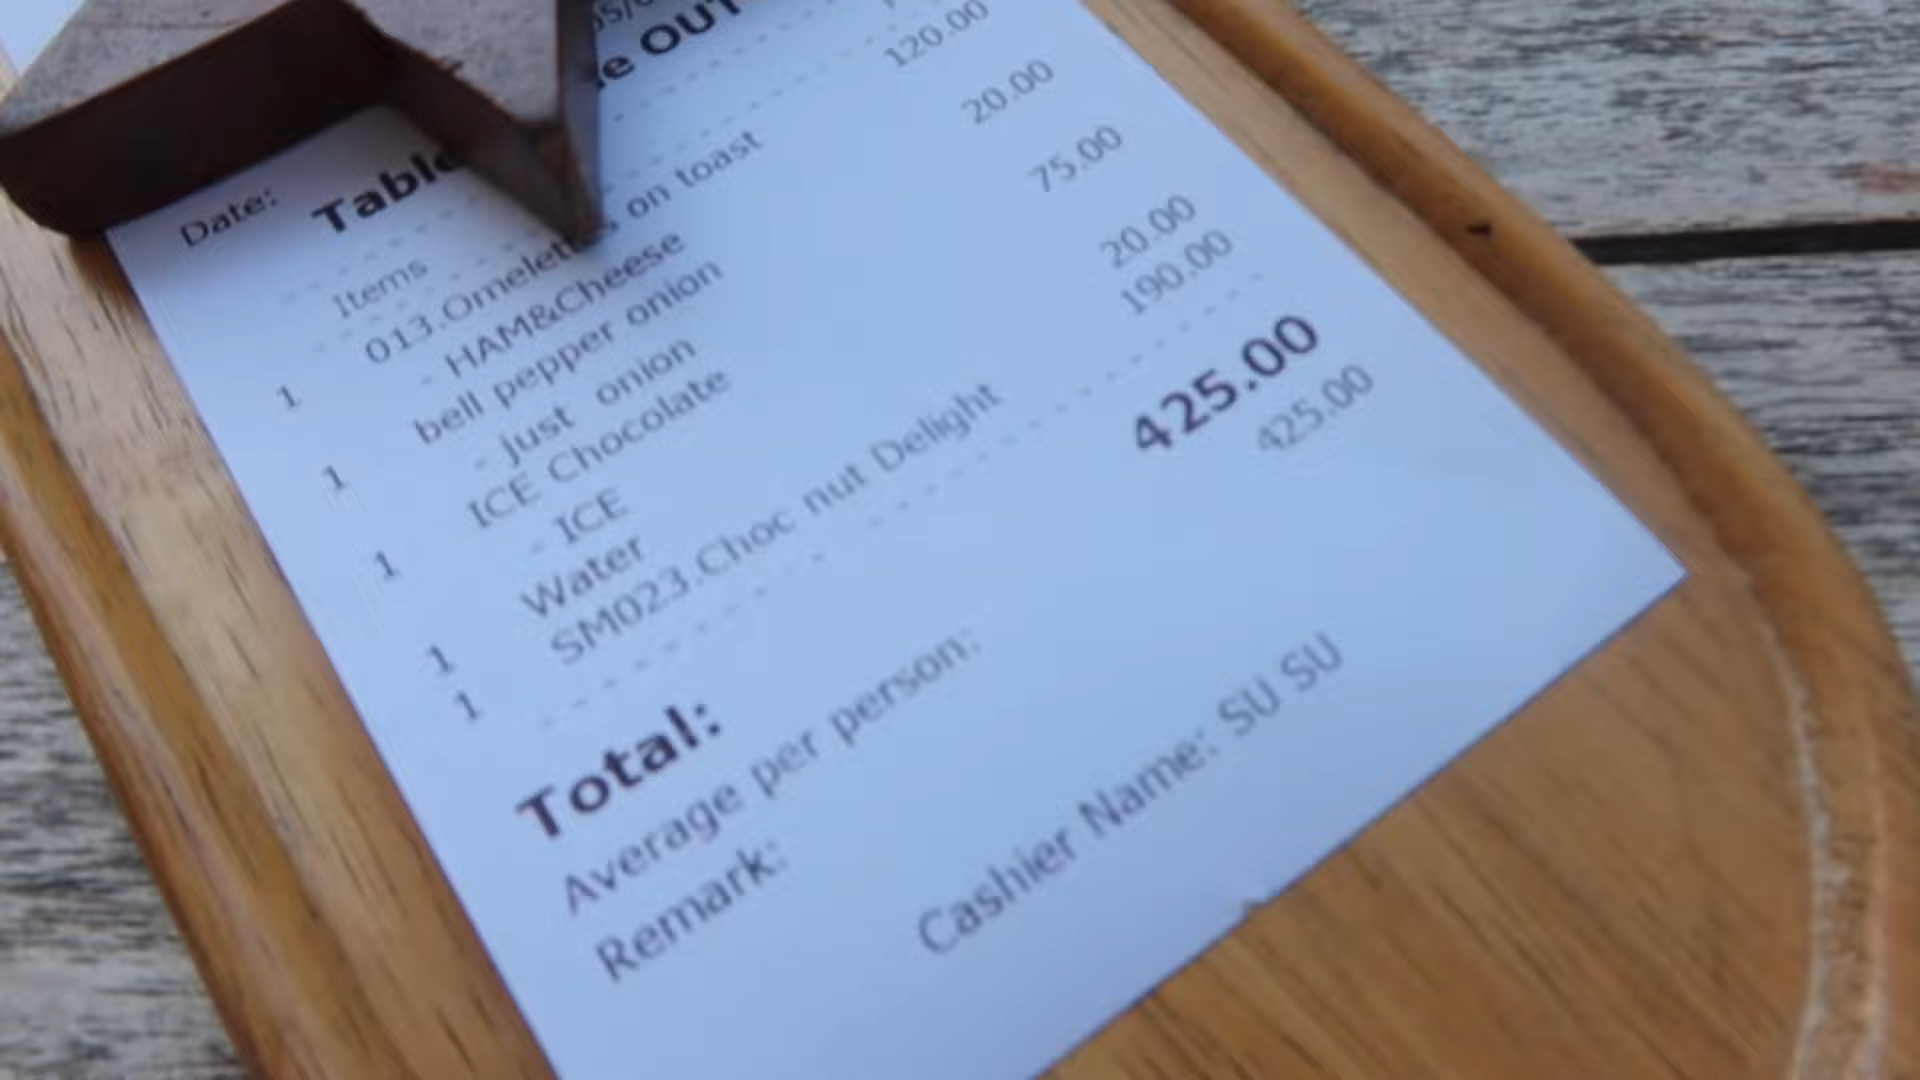 Date:
Table
OUT
Items
1 013.Omelettes on toast 120.00
- HAM&Cheese
1 bell pepper onion 20.00
- just onion
1 ICE Chocolate 75.00
- ICE
1 Water 20.00
1 SM023.Choc nut Delight 190.00
Total: 425.00
Average per person: 425.00
Remark:
Cashier Name: SU SU